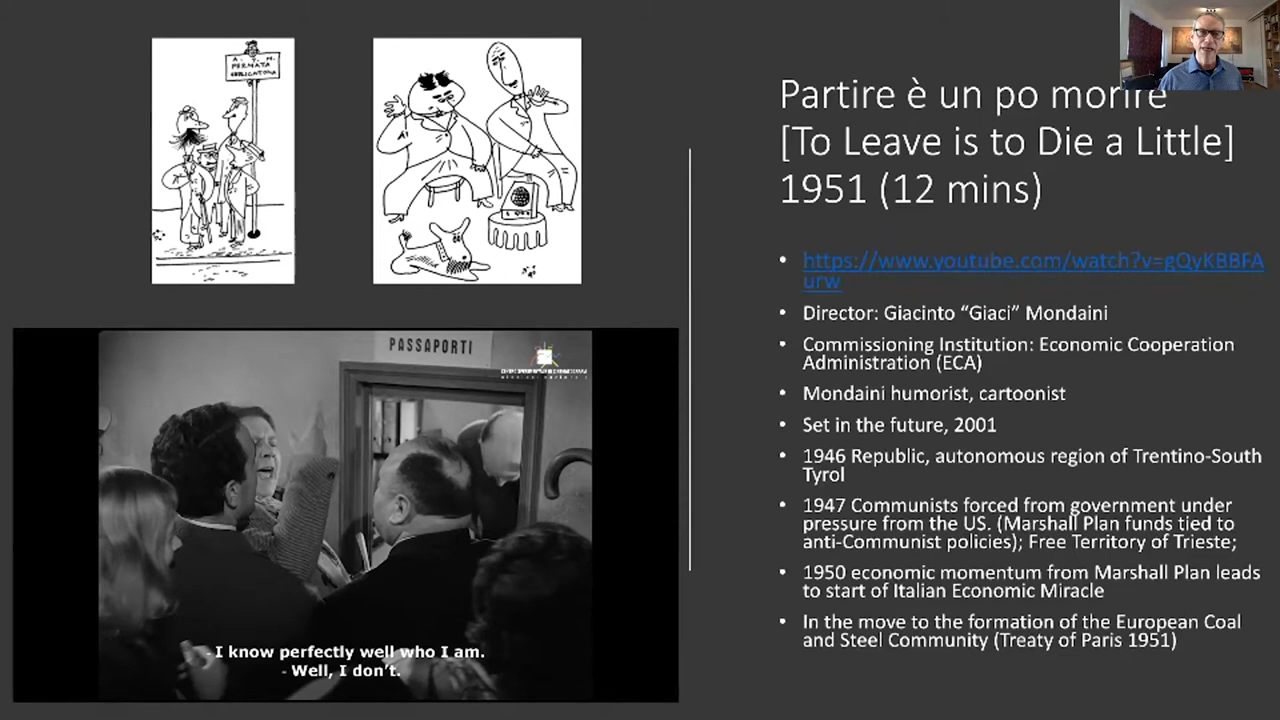 A. T. M.
FERMATA
OBBLIGATORIA
PASSAPORTI
- I know perfectly well who I am.
- Well, I don't.
Partire è un po morire
[To Leave is to Die a Little]
1951 (12 mins)
• https://www.youtube.com/watch?v=gQyKBBFA
urw
• Director: Giacinto “Giaci” Mondaini
• Commissioning Institution: Economic Cooperation
Administration (ECA)
• Mondaini humorist, cartoonist
• Set in the future, 2001
• 1946 Republic, autonomous region of Trentino-South
Tyrol
• 1947 Communists forced from government under
pressure from the US. (Marshall Plan funds tied to
anti-Communist policies); Free Territory of Trieste;
• 1950 economic momentum from Marshall Plan leads
to start of Italian Economic Miracle
• In the move to the formation of the European Coal
and Steel Community (Treaty of Paris 1951)